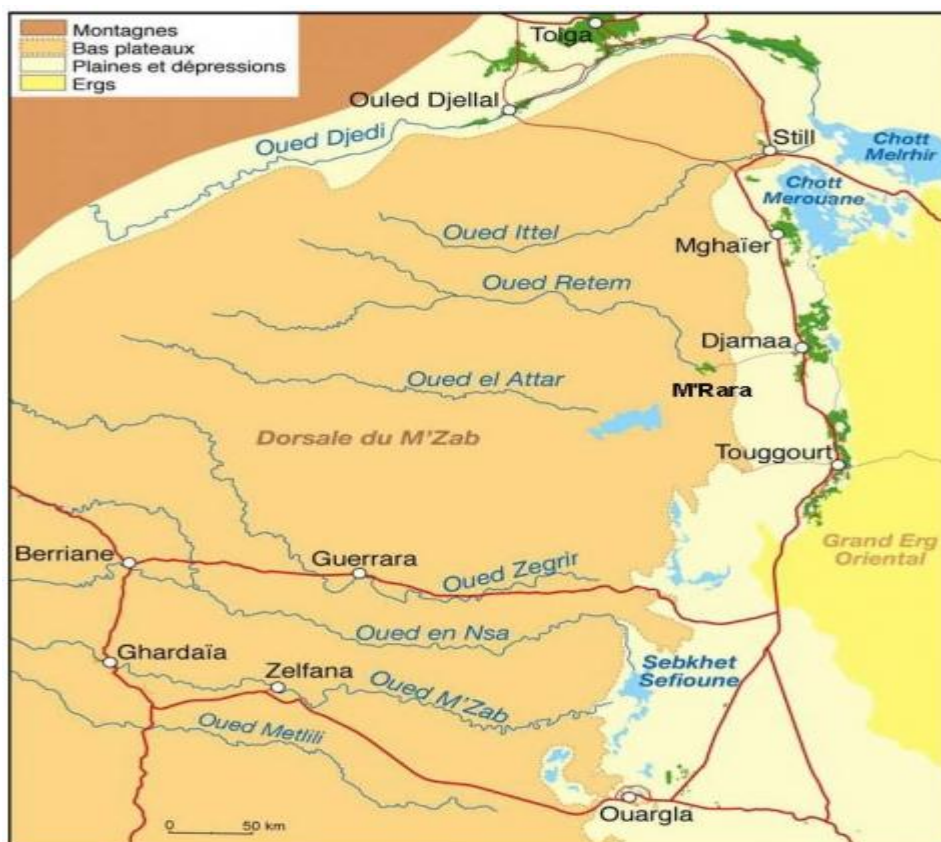 Montagnes
Bas plateaux
Plaines et dépressions
Ergs
Tolga
Ouled Djellal
Oued Djedi
Still
Chott
Melrhir
Chott
Merouane
Oued Ittel
Mghaïer
Oued Retem
Djamaa
Oued el Attar
M'Rara
Dorsale du M'Zab
Touggourt
Grand Erg
Oriental
Berriane
Guerrara
Oued Zegrir
Oued en Nsa
Ghardaïa
Zelfana
Sebkhet
Sefioune
Oued M'Zab
Oued Metlili
Ouargla
0 50 km